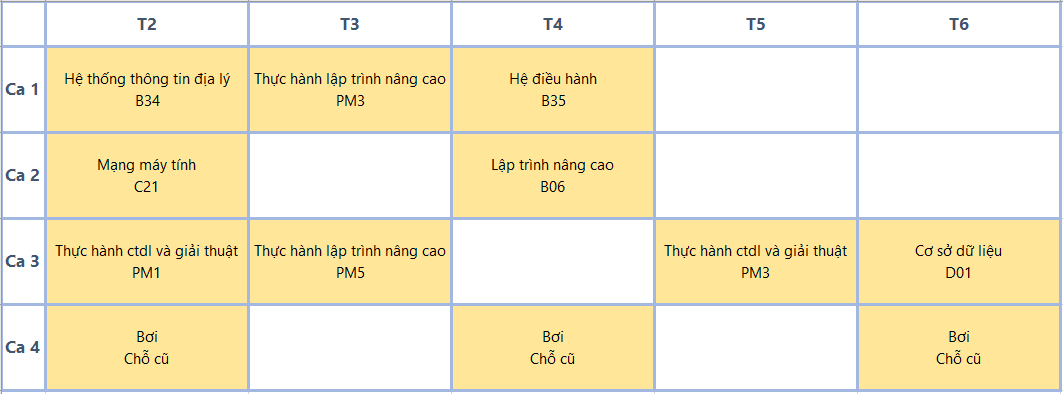 T2 T3 T4 T5 T6
Ca 1
Hệ thống thông tin địa lý
B34
Thực hành lập trình nâng cao
PM3
Hệ điều hành
B35
Ca 2
Mạng máy tính
C21
Lập trình nâng cao
B06
Ca 3
Thực hành ctdl và giải thuật
PM1
Thực hành lập trình nâng cao
PM5
Thực hành ctdl và giải thuật
PM3
Cơ sở dữ liệu
D01
Ca 4
Bơi
Chỗ cũ
Bơi
Chỗ cũ
Bơi
Chỗ cũ